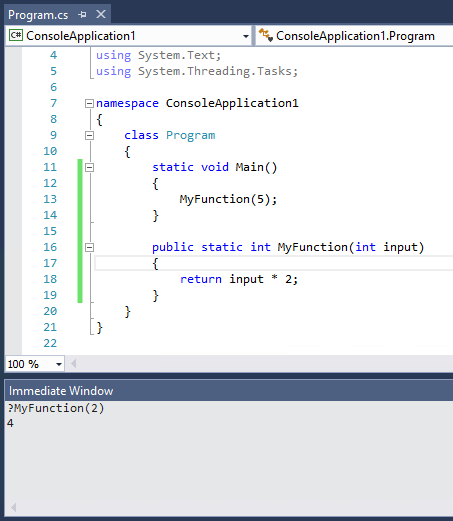 Program.cs
C# ConsoleApplication1 ConsoleApplication1.Program
4 using System.Text;
5 using System.Threading.Tasks;
6
7 namespace ConsoleApplication1
8 {
9 class Program
10 {
11 static void Main()
12 {
13 MyFunction(5);
14 }
15
16 public static int MyFunction(int input)
17 {
18 return input * 2;
19 }
20 }
21 }
22
100 %
Immediate Window
?MyFunction(2)
4